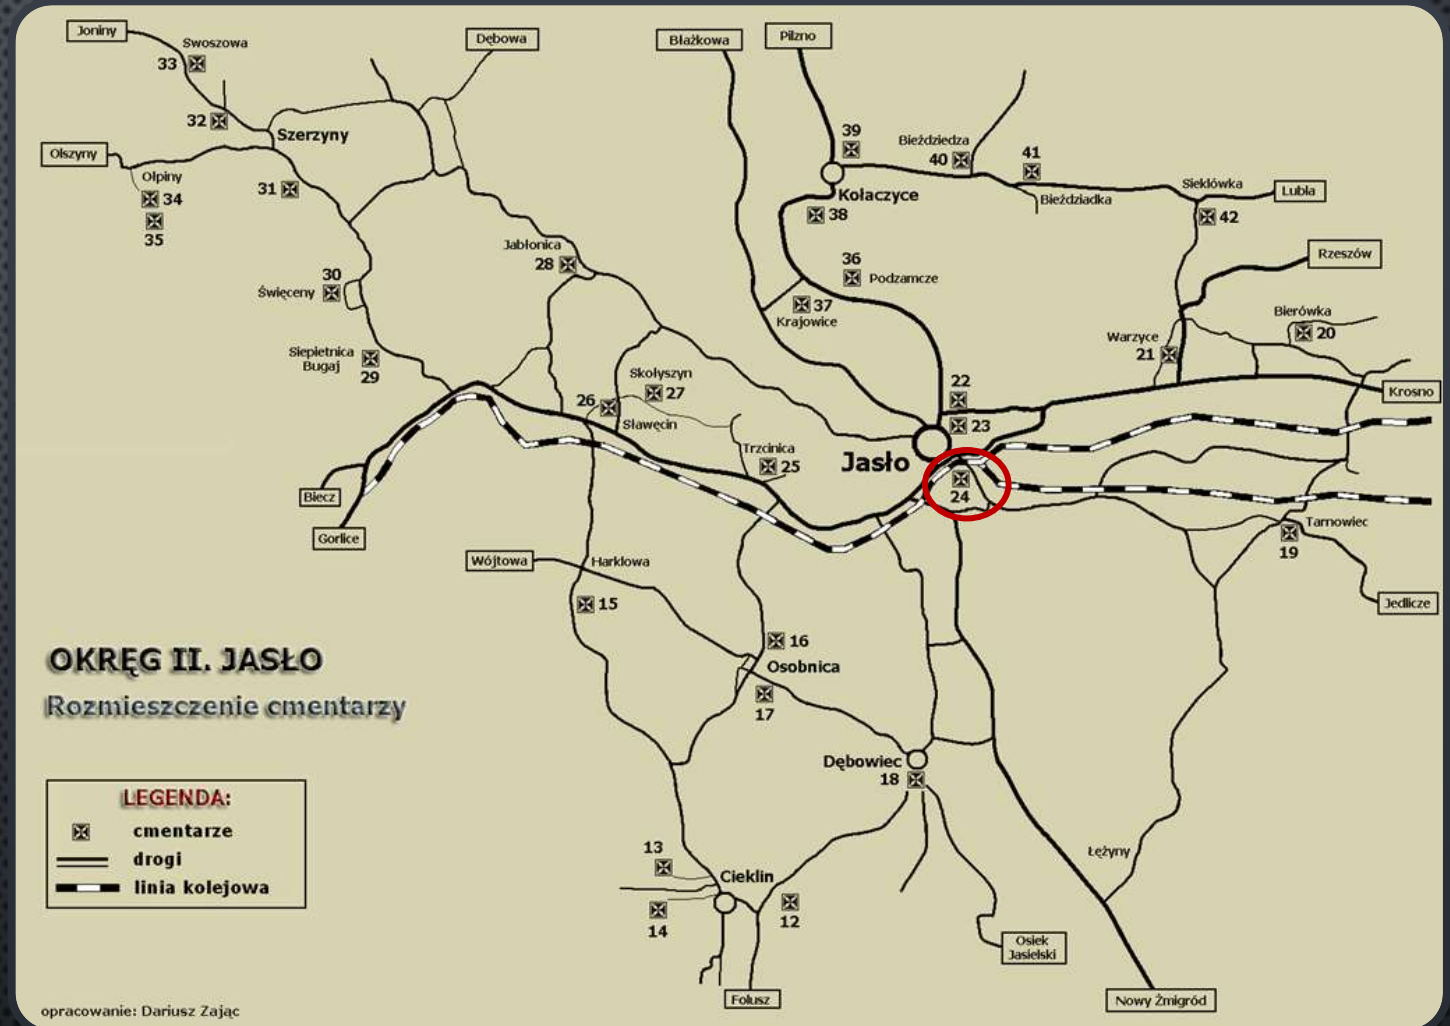 Joniny
Swoszowa
33
Dębowa
Błażkowa
Pilzno
32
Szerzyny
39
Bieździedza
40
41
Olszyny
Ołpiny
34
35
31
Kołaczyce
38
Bieździadka
Sieklówka
Lubla
42
Jabłonica
28
36
Podzamcze
Rzeszów
30
Święcany
37
Krajowice
Bierówka
20
Warzyce
21
Siepietnica
Bugaj
29
Skołyszyn
27
26
Sławęcin
22
23
Krosno
Trzcinica
25
Jasło
24
Biecz
Gorlice
Tarnowiec
19
Wójtowa
Harklowa
15
Jedlicze
OKRĘG II. JASŁO
Rozmieszczenie cmentarzy
16
Osobnica
17
Dębowiec
18
LEGENDA:
cmentarze
drogi
linia kolejowa
13
Cieklin
14
12
Łężyny
Osiek
Jasielski
Folusz
Nowy Żmigród
opracowanie: Dariusz Zając